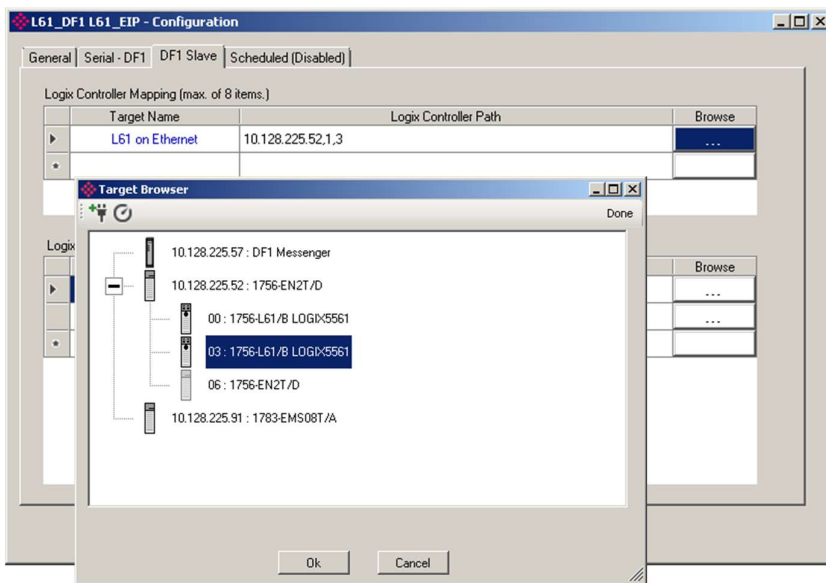 L61_DF1 L61_EIP - Configuration
General Serial - DF1 DF1 Slave Scheduled (Disabled)
Logix Controller Mapping (max. of 8 items.)
Target Name Logix Controller Path Browse
L61 on Ethernet 10.128.225.52,1,3 ...
Target Browser
Done
Logix
Browse
10.128.225.57 : DF1 Messenger
10.128.225.52 : 1756-EN2T/D
...
00 : 1756-L61/B LOGIX5561
...
03 : 1756-L61/B LOGIX5561
06 : 1756-EN2T/D
10.128.225.91 : 1783-EMS08T/A
Ok Cancel